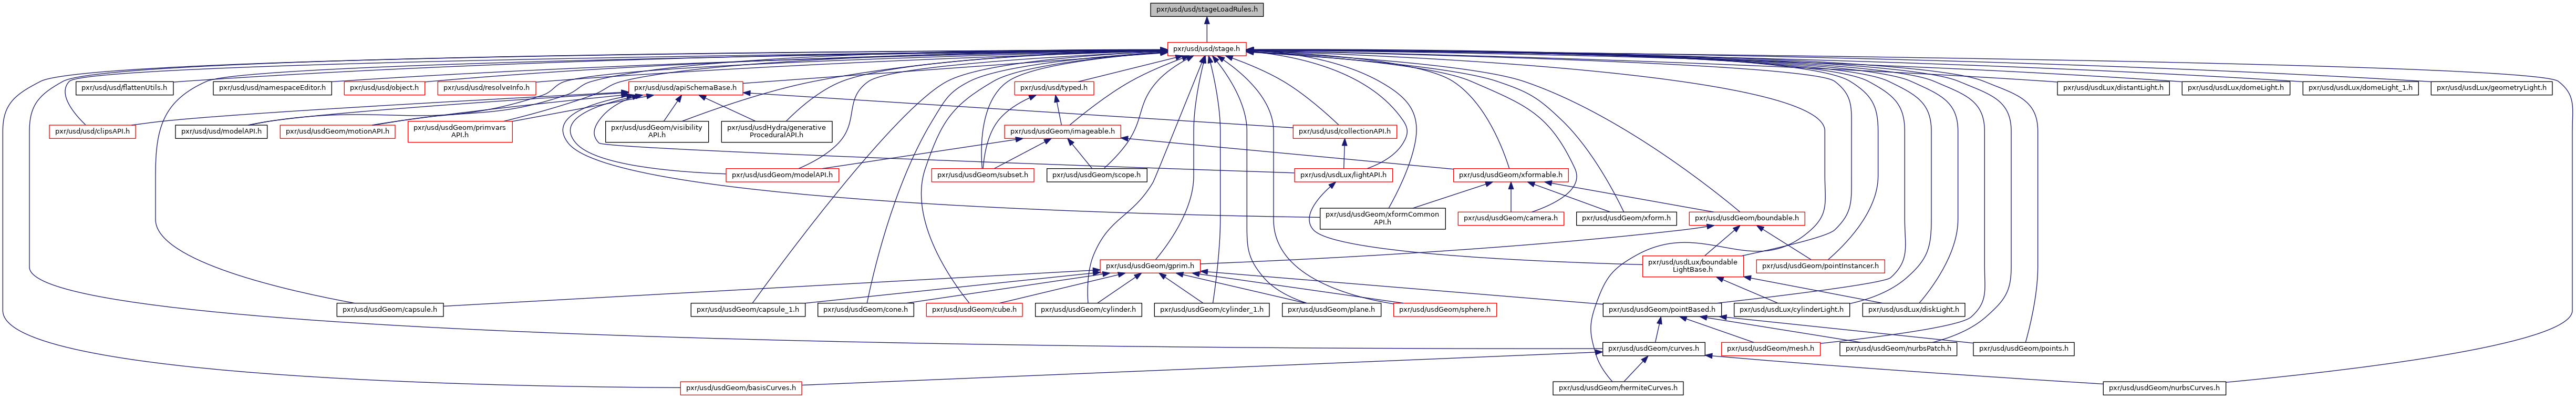 pxr/usd/usd/stageLoadRules.h
pxr/usd/usd/stage.h
pxr/usd/usd/flattenUtils.h
pxr/usd/usd/namespaceEditor.h
pxr/usd/usd/object.h
pxr/usd/usd/resolveInfo.h
pxr/usd/usd/apiSchemaBase.h
pxr/usd/usd/typed.h
pxr/usd/usdLux/distantLight.h
pxr/usd/usdLux/domeLight.h
pxr/usd/usdLux/domeLight_1.h
pxr/usd/usdLux/geometryLight.h
pxr/usd/usd/clipsAPI.h
pxr/usd/usd/modelAPI.h
pxr/usd/usdGeom/motionAPI.h
pxr/usd/usdGeom/primvars
API.h
pxr/usd/usdGeom/visibility
API.h
pxr/usd/usdHydra/generative
ProceduralAPI.h
pxr/usd/usdGeom/imageable.h
pxr/usd/usd/collectionAPI.h
pxr/usd/usdGeom/modelAPI.h
pxr/usd/usdGeom/subset.h
pxr/usd/usdGeom/scope.h
pxr/usd/usdLux/lightAPI.h
pxr/usd/usdGeom/xformable.h
pxr/usd/usdGeom/xformCommon
API.h
pxr/usd/usdGeom/camera.h
pxr/usd/usdGeom/xform.h
pxr/usd/usdGeom/boundable.h
pxr/usd/usdGeom/gprim.h
pxr/usd/usdLux/boundable
LightBase.h
pxr/usd/usdGeom/pointInstancer.h
pxr/usd/usdGeom/capsule.h
pxr/usd/usdGeom/capsule_1.h
pxr/usd/usdGeom/cone.h
pxr/usd/usdGeom/cube.h
pxr/usd/usdGeom/cylinder.h
pxr/usd/usdGeom/cylinder_1.h
pxr/usd/usdGeom/plane.h
pxr/usd/usdGeom/sphere.h
pxr/usd/usdGeom/pointBased.h
pxr/usd/usdLux/cylinderLight.h
pxr/usd/usdLux/diskLight.h
pxr/usd/usdGeom/curves.h
pxr/usd/usdGeom/mesh.h
pxr/usd/usdGeom/nurbsPatch.h
pxr/usd/usdGeom/points.h
pxr/usd/usdGeom/basisCurves.h
pxr/usd/usdGeom/hermiteCurves.h
pxr/usd/usdGeom/nurbsCurves.h